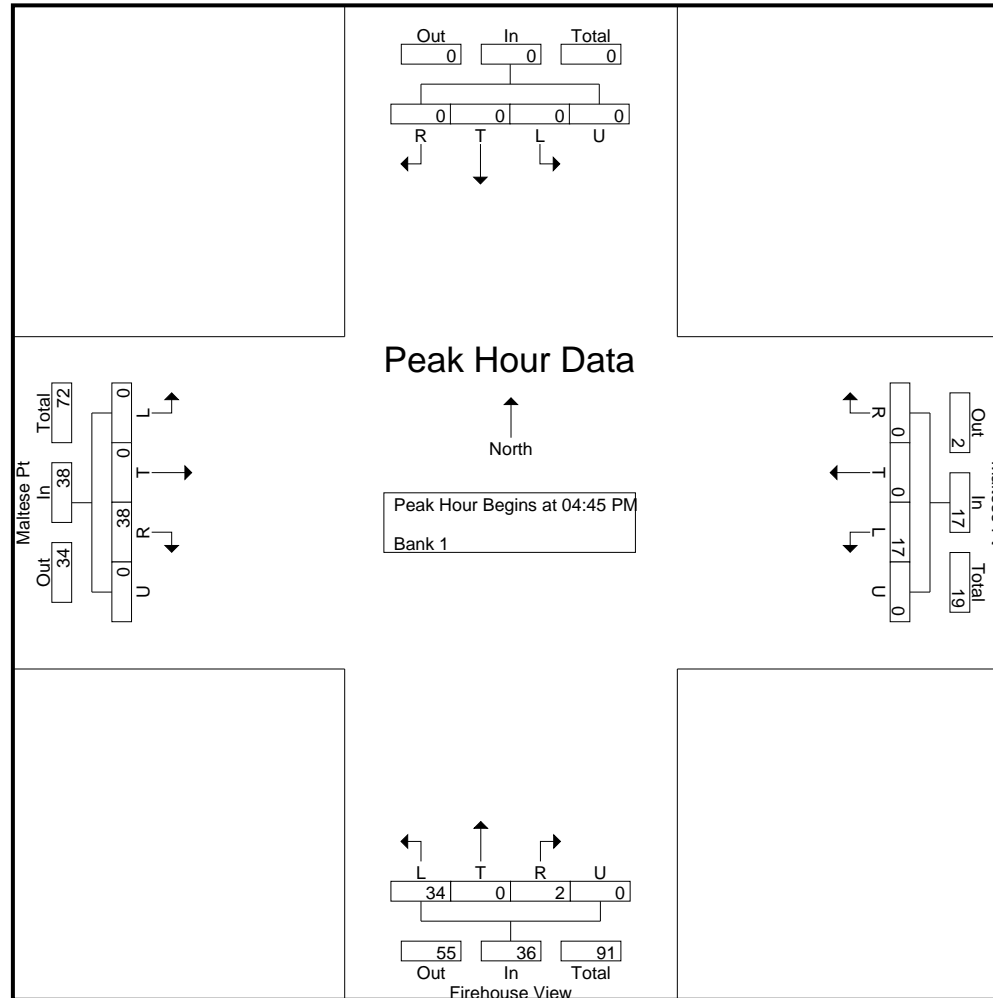 Out In Total
0 0 0
0 0 0 0
R T L U
Peak Hour Data
North
Peak Hour Begins at 04:45 PM
Bank 1
Maltese Pt
Out In Total
34 38 72
0 38 0 0
U R T L
Out In Total
2 17 19
0 0 17 0
R T L U
L T R U
34 0 2 0
55 36 91
Out In Total
Firehouse View